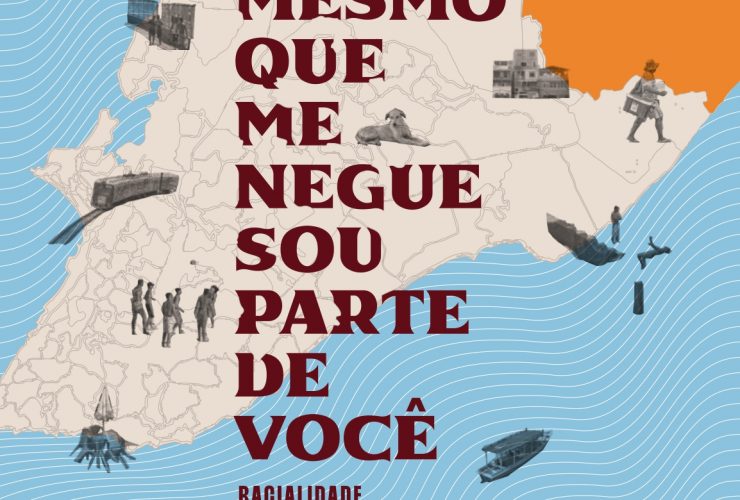 MESMO
QUE
ME
NEGUE
SOU
PARTE
DE
VOCÊ
RACIALIDADE